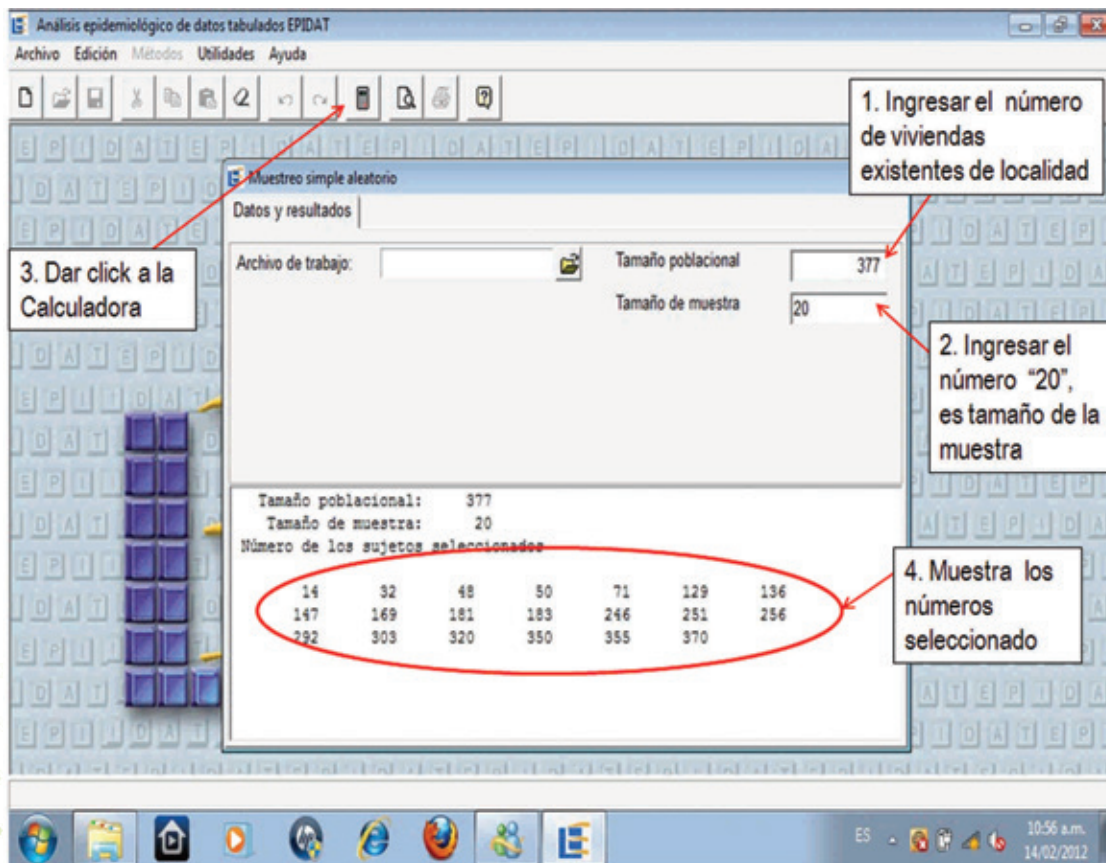 Análisis epidemiológico de datos tabulados EPIDAT
Archivo Edición Métodos Utilidades Ayuda
1. Ingresar el número
de viviendas
existentes de localidad
Muestreo simple aleatorio
Datos y resultados
3. Dar click a la
Calculadora
Archivo de trabajo:
Tamaño poblacional 377
Tamaño de muestra 20
2. Ingresar el
número “20”,
es tamaño de la
muestra
Tamaño poblacional: 377
Tamaño de muestra: 20
Número de los sujetos seleccionados
14 32 48 50 71 129 136
147 169 181 183 246 251 256
292 303 320 350 355 370
4. Muestra los
números
seleccionado
ES
10:56 a.m.
14/02/2012